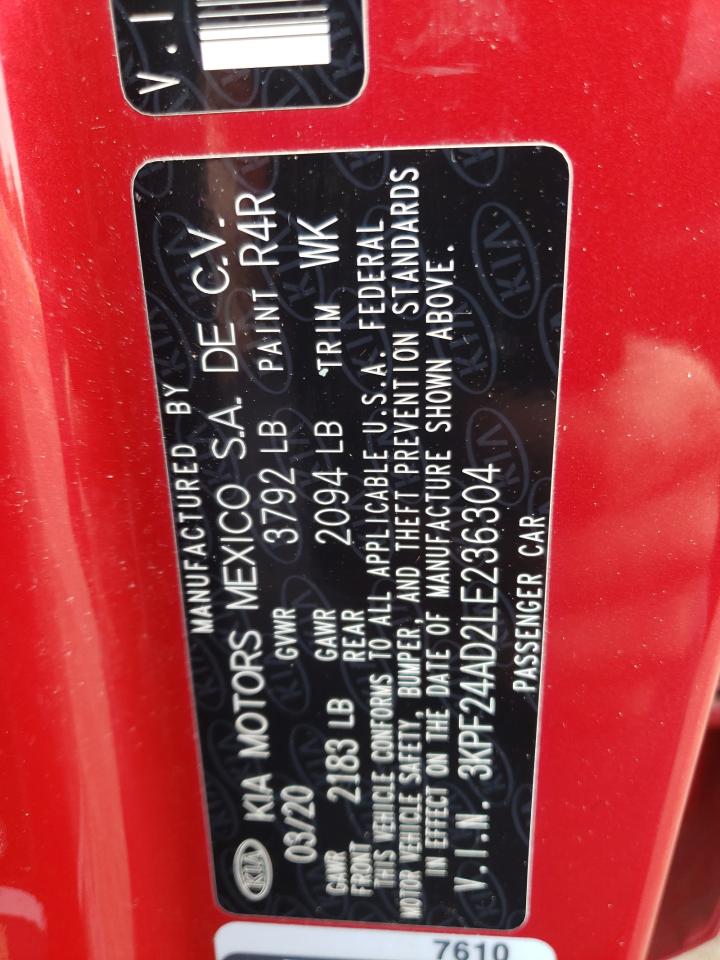 V.I
MANUFACTURED BY
KIA KIA MOTORS MEXICO S.A. DE C.V.
03/20 GVWR 3792 LB PAINT R4R
GAWR FRONT 2183 LB GAWR REAR 2094 LB TRIM WK
THIS VEHICLE CONFORMS TO ALL APPLICABLE U.S.A. FEDERAL
MOTOR VEHICLE SAFETY, BUMPER, AND THEFT PREVENTION STANDARDS
IN EFFECT ON THE DATE OF MANUFACTURE SHOWN ABOVE.
V.I.N. 3KPF24AD2LE236304
PASSENGER CAR
7610